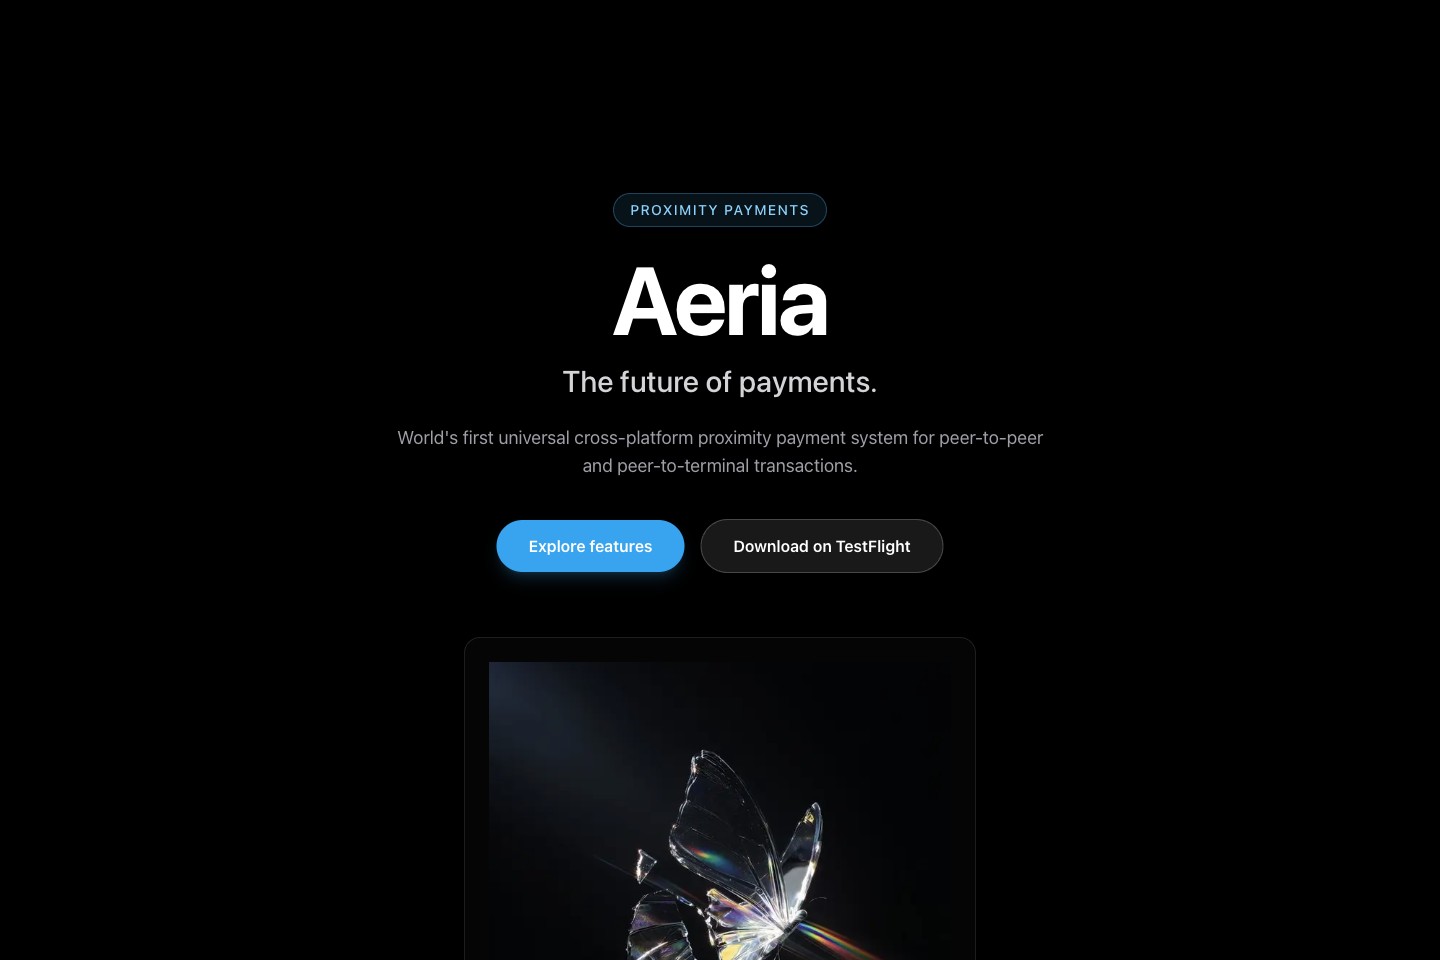 PROXIMITY PAYMENTS
Aeria
The future of payments.
World's first universal cross-platform proximity payment system for peer-to-peer
and peer-to-terminal transactions.
Explore features
Download on TestFlight